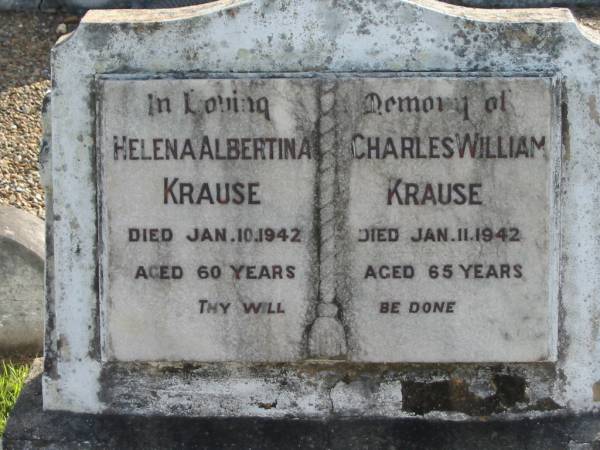 In Loving Memory of
HELENA ALBERTINA
KRAUSE
DIED JAN.10.1942
AGED 60 YEARS
CHARLES WILLIAM
KRAUSE
DIED JAN.11.1942
AGED 65 YEARS
THY WILL BE DONE